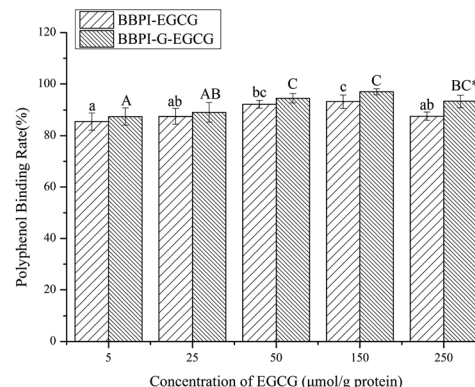 BBPI-EGCG
BBPI-G-EGCG
120
100
80
60
40
20
0
Polyphenol Binding Rate(%)
a A ab AB bc C c C ab BC*
5 25 50 150 250
Concentration of EGCG (μmol/g protein)